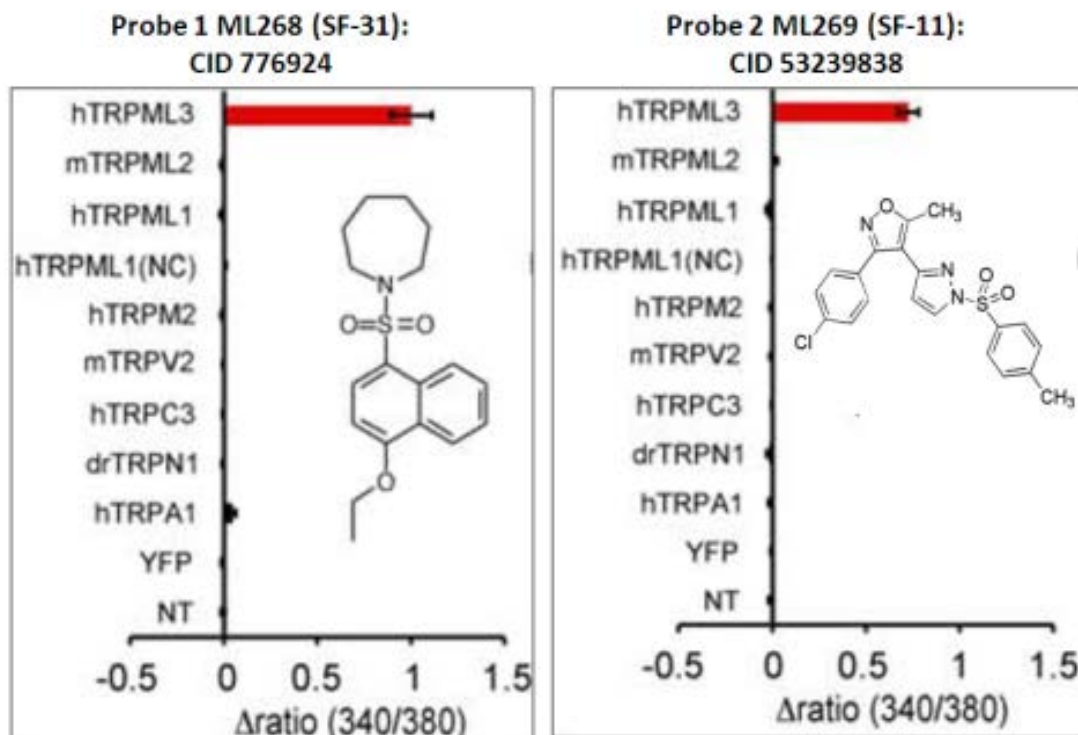 Probe 1 ML268 (SF-31):
CID 776924
hTRPML3
mTRPML2
hTRPML1
hTRPML1(NC)
hTRPM2
mTRPV2
hTRPC3
drTRPN1
hTRPA1
YFP
NT
-0.5 0 0.5 1 1.5
Δratio (340/380)
N
O=S=O
O
Probe 2 ML269 (SF-11):
CID 53239838
hTRPML3
mTRPML2
hTRPML1
hTRPML1(NC)
hTRPM2
mTRPV2
hTRPC3
drTRPN1
hTRPA1
YFP
NT
-0.5 0 0.5 1 1.5
Δratio (340/380)
O
N
CH3
N
N
O
S
O
Cl
CH3